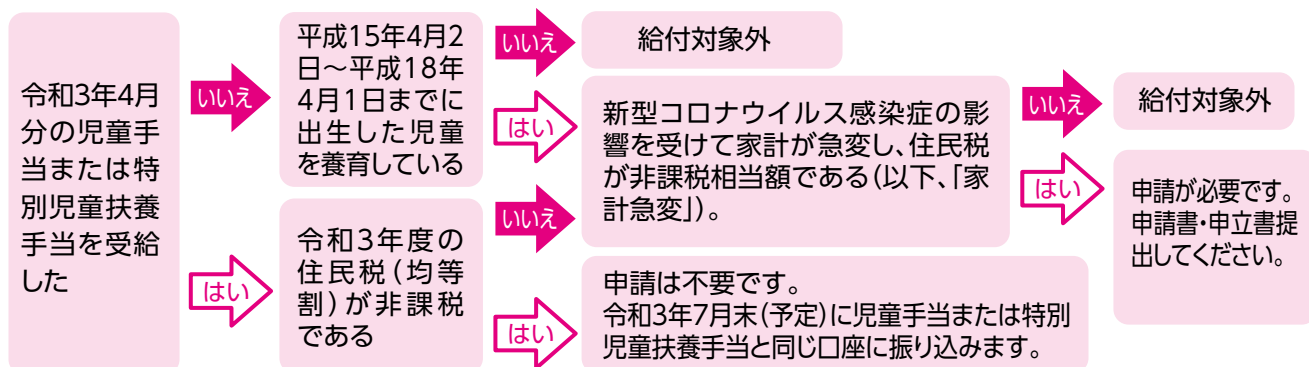 令和3年4月
分の児童手
当または特
別児童扶養
手当を受給
した
いいえ
はい
平成15年4月2
日～平成18年
4月1日までに
出生した児童
を養育している
令和3年度の
住民税(均等
割)が非課税
である
いいえ
はい
いいえ
はい
給付対象外
新型コロナウイルス感染症の影
響を受けて家計が急変し、住民税
が非課税相当額である(以下、「家
計急変」)。
申請は不要です。
令和3年7月末(予定)に児童手当または特別
児童扶養手当と同じ口座に振り込みます。
いいえ
はい
給付対象外
申請が必要です。
申請書・申立書提
出してください。